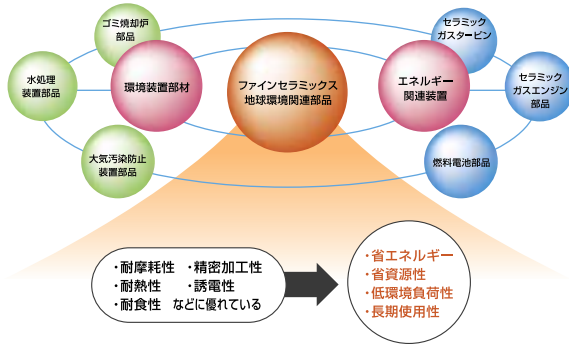 ゴミ焼却炉
部品
水処理
装置部品
環境装置部材
大気汚染防止
装置部品
ファインセラミックス
地球環境関連部品
エネルギー
関連装置
セラミック
ガスタービン
セラミック
ガスエンジン
部品
燃料電池部品
・耐摩耗性 ・精密加工性
・耐熱性 ・誘電性
・耐食性 などに優れている
・省エネルギー
・省資源性
・低環境負荷性
・長期使用性